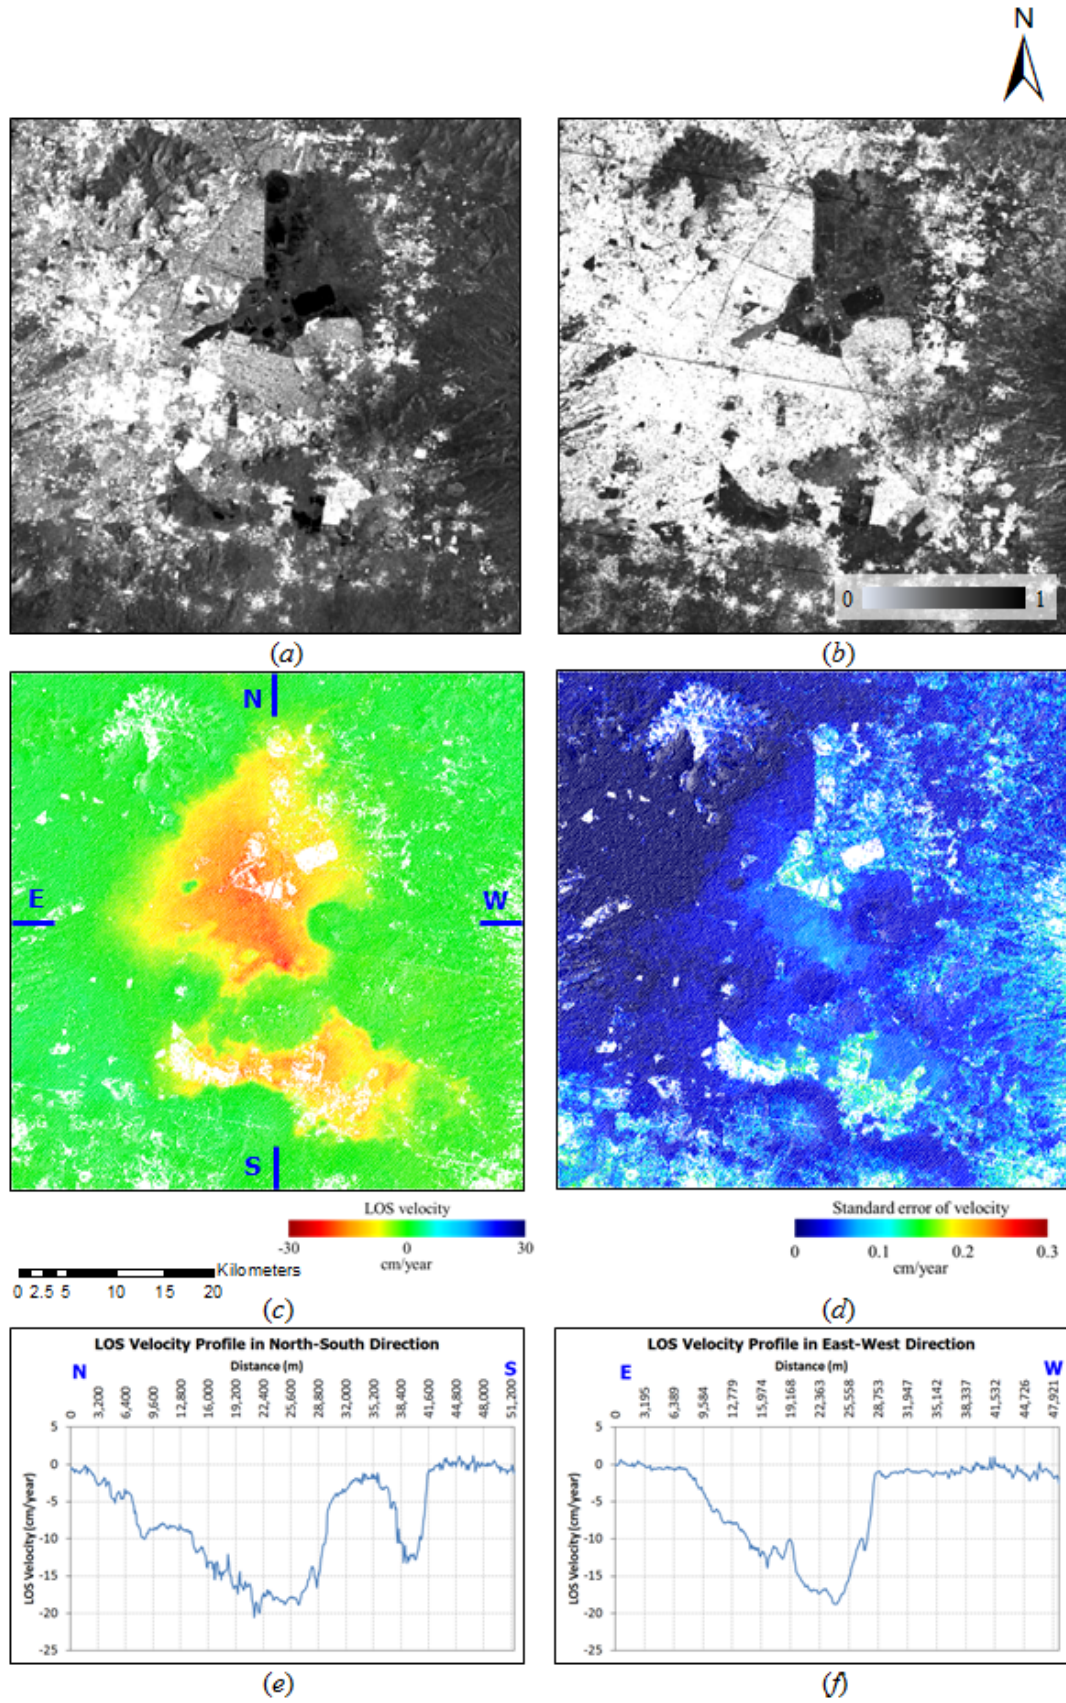 N
(a)
(b)
0 1
N
E
W
S
LOS velocity
-30 0 30
cm/year
Kilometers
0 2.5 5 10 15 20
(c)
Standard error of velocity
0 0.1 0.2 0.3
cm/year
(d)
LOS Velocity Profile in North-South Direction
Distance (m)
N S
0 3,200 6,400 9,600 12,800 16,000 19,200 22,400 25,600 28,800 32,000 35,200 38,400 41,600 44,800 48,000 51,200
LOS Velocity (cm/year)
5
0
-5
-10
-15
-20
-25
(e)
LOS Velocity Profile in East-West Direction
Distance (m)
E W
0 3,195 6,389 9,584 12,779 15,974 19,168 22,363 25,558 28,753 31,947 35,142 38,337 41,532 44,726 47,921
LOS Velocity (cm/year)
5
0
-5
-10
-15
-20
-25
(f)